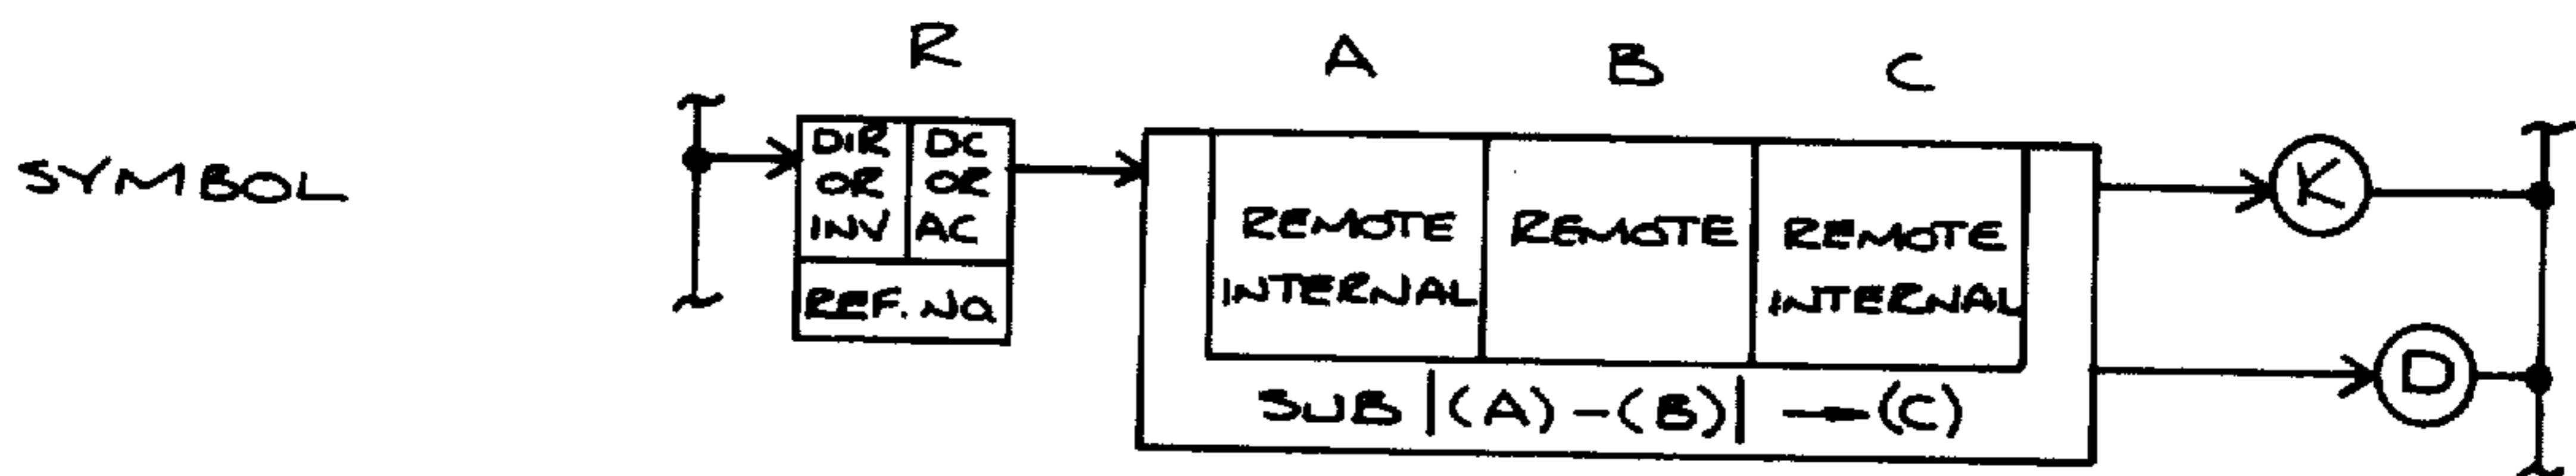 R
A B C
SYMBOL
DIR OR INV
DC OR AC
REF. NO
REMOTE INTERNAL
REMOTE
REMOTE INTERNAL
SUB |(A) - (B)| → (C)
K
D